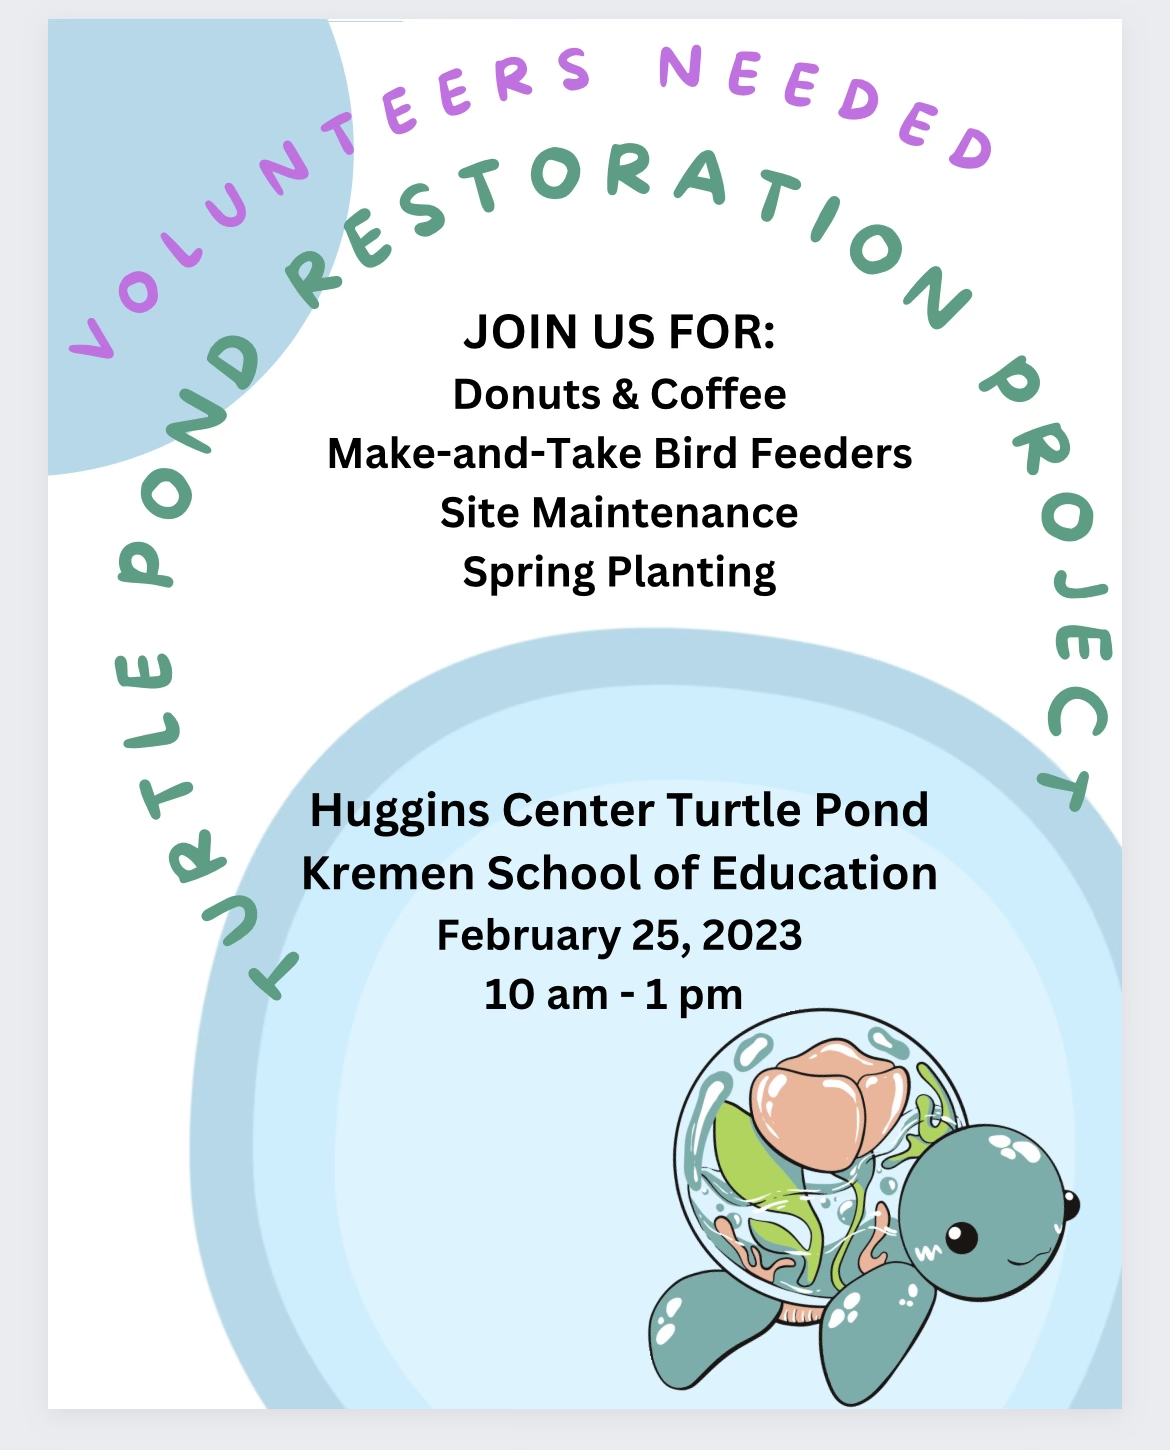 VOLUNTEERS NEEDED
TURTLE POND RESTORATION PROJECT
JOIN US FOR:
Donuts & Coffee
Make-and-Take Bird Feeders
Site Maintenance
Spring Planting
Huggins Center Turtle Pond
Kremen School of Education
February 25, 2023
10 am - 1 pm